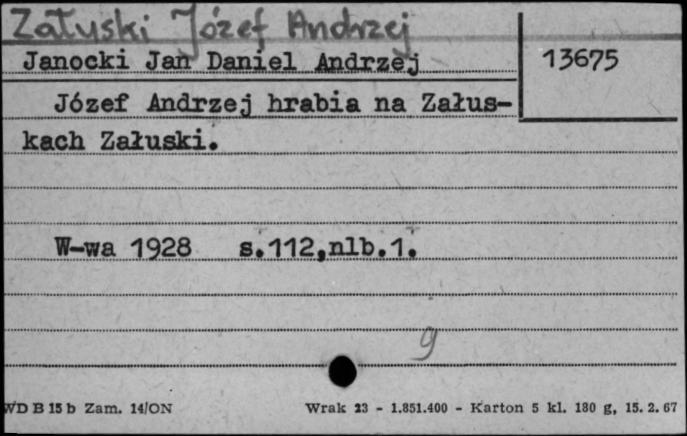 Załuski Józef Andrzej
Janocki Jan Daniel Andrzej
13675
Józef Andrzej hrabia na Załus-
kach Załuski.
W-wa 1928 s.112,nlb.1.
g
WD B 15 b Zam. 14/ON Wrak 23 - 1.851.400 - Karton 5 kl. 180 g, 15. 2. 67